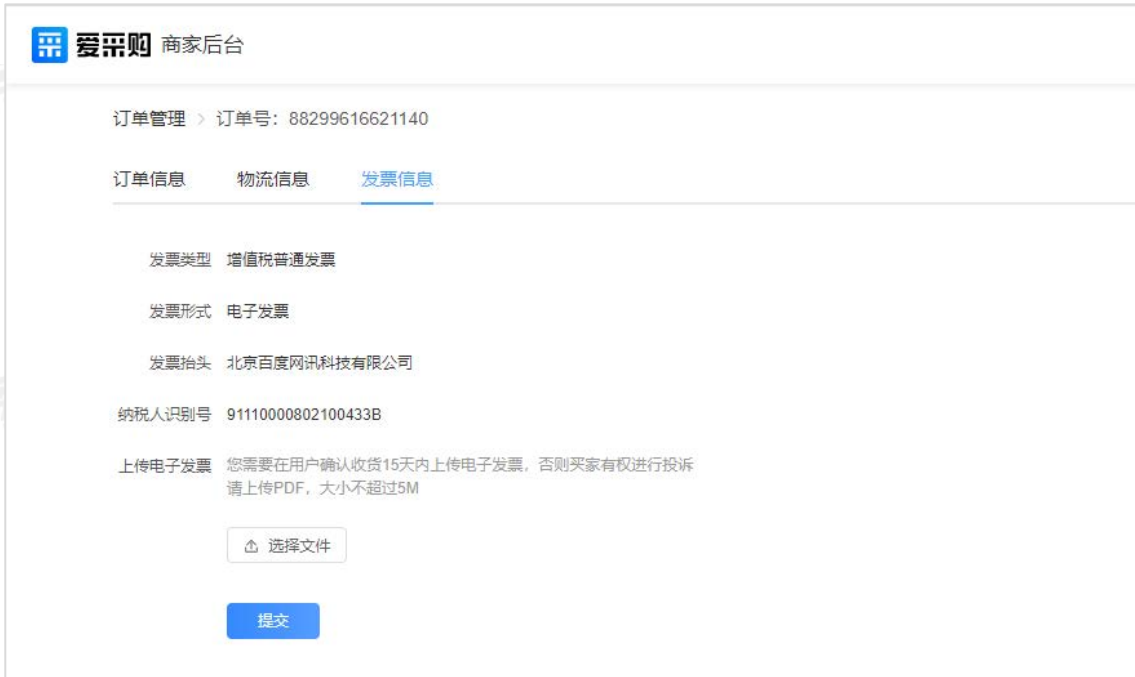 采 爱采购 商家后台
订单管理 > 订单号：88299616621140
订单信息 物流信息 发票信息
发票类型 增值税普通发票
发票形式 电子发票
发票抬头 北京百度网讯科技有限公司
纳税人识别号 91110000802100433B
上传电子发票 您需要在用户确认收货15天内上传电子发票，否则买家有权进行投诉
请上传PDF，大小不超过5M
选择文件
提交